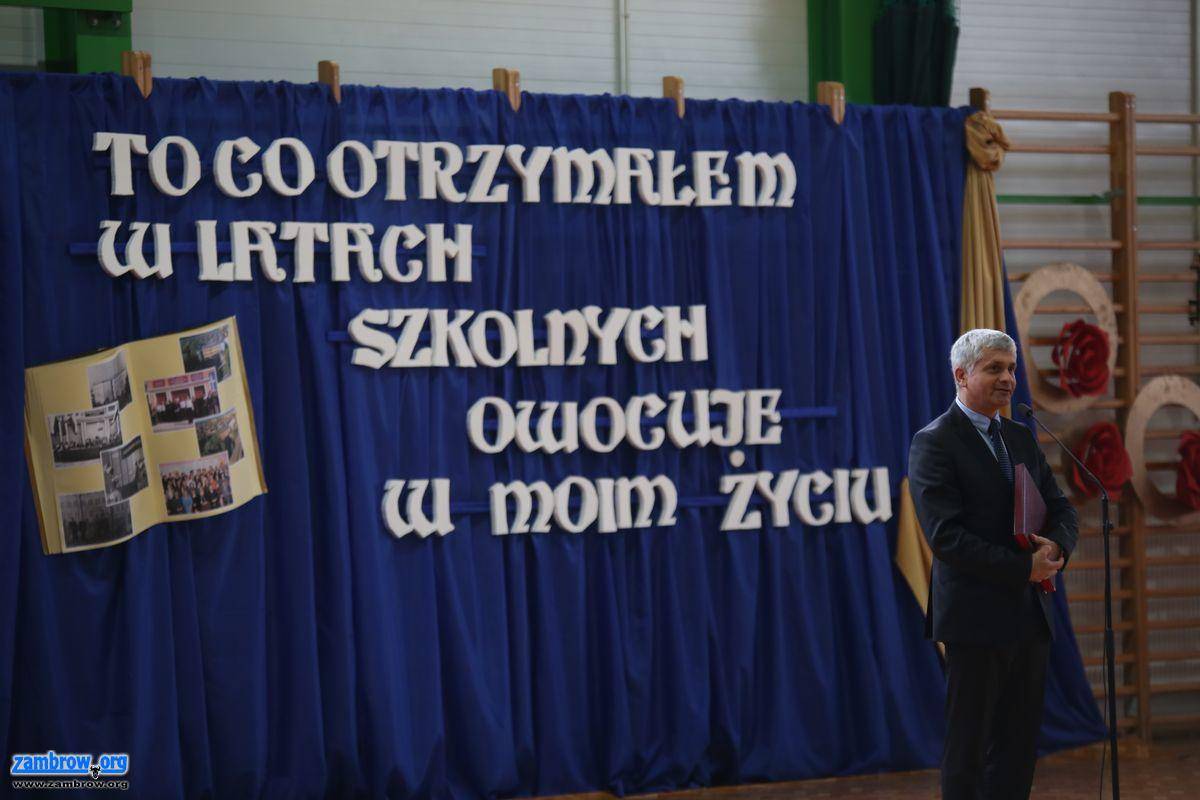 TO CO OTRZYMAŁEM
W LATACH
SZKOLNYCH
OWOCUJE
W MOIM ŻYCIU
zambrow.org
www.zambrow.org